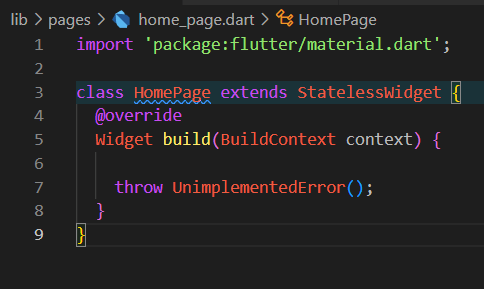 lib > pages > home_page.dart > HomePage
1 import 'package:flutter/material.dart';
2
3 class HomePage extends StatelessWidget {
4   @override
5   Widget build(BuildContext context) {
6
7     throw UnimplementedError();
8   }
9 }